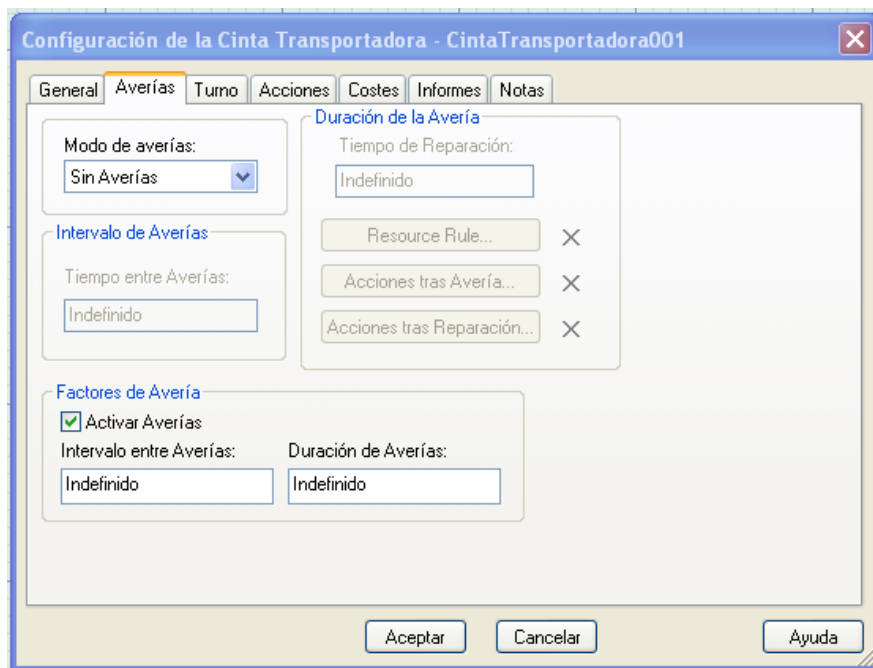 Configuración de la Cinta Transportadora - CintaTransportadora001
General Averías Turno Acciones Costes Informes Notas
Modo de averías:
Sin Averías
Intervalo de Averías
Tiempo entre Averías:
Indefinido
Duración de la Avería
Tiempo de Reparación:
Indefinido
Resource Rule...
Acciones tras Avería...
Acciones tras Reparación...
Factores de Avería
Activar Averías
Intervalo entre Averías: Duración de Averías:
Indefinido Indefinido
Aceptar Cancelar Ayuda